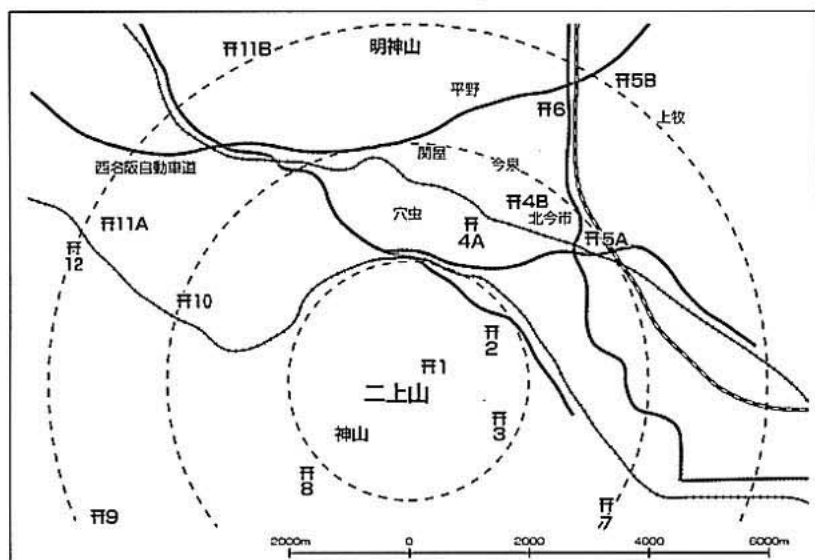 ⛩11B
明神山
平野
⛩5B
⛩6
上牧
西名阪自動車道
関屋
今泉
⛩4B
⛩11A
穴虫
⛩
4A
北今市
⛩5A
⛩
12
⛩10
⛩
2
⛩1
二上山
神山
⛩
3
⛩
8
⛩9
⛩
7
2000m
0
2000
4000
6000m